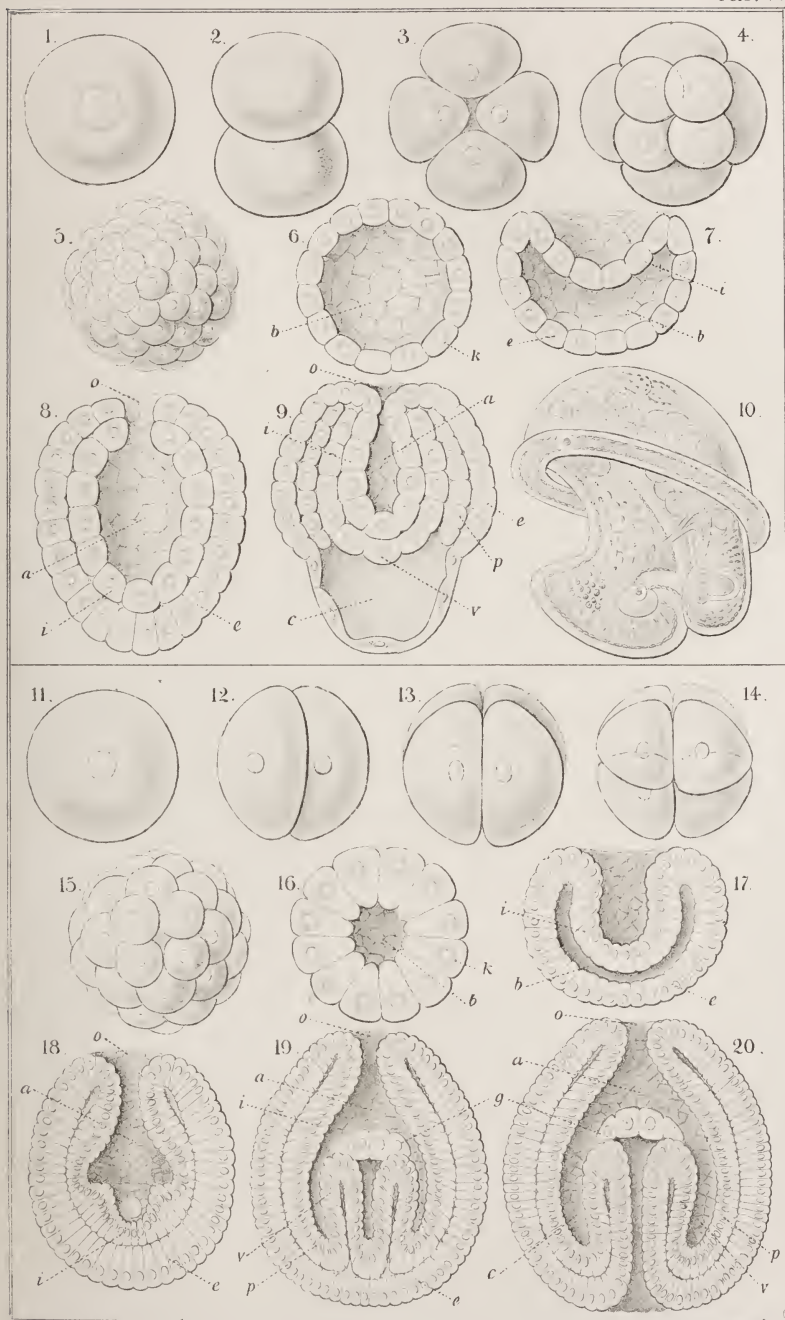 1.
2.
3.
4.
5.
6.
b
k
7.
i
e
b
8.
o
a
i
e
9.
o
i
a
e
p
c
v
10.
11.
12.
13.
14.
15.
16.
k
b
17.
i
b
e
18.
o
a
i
e
19.
o
a
i
g
v
p
e
20.
o
a
c
p
v